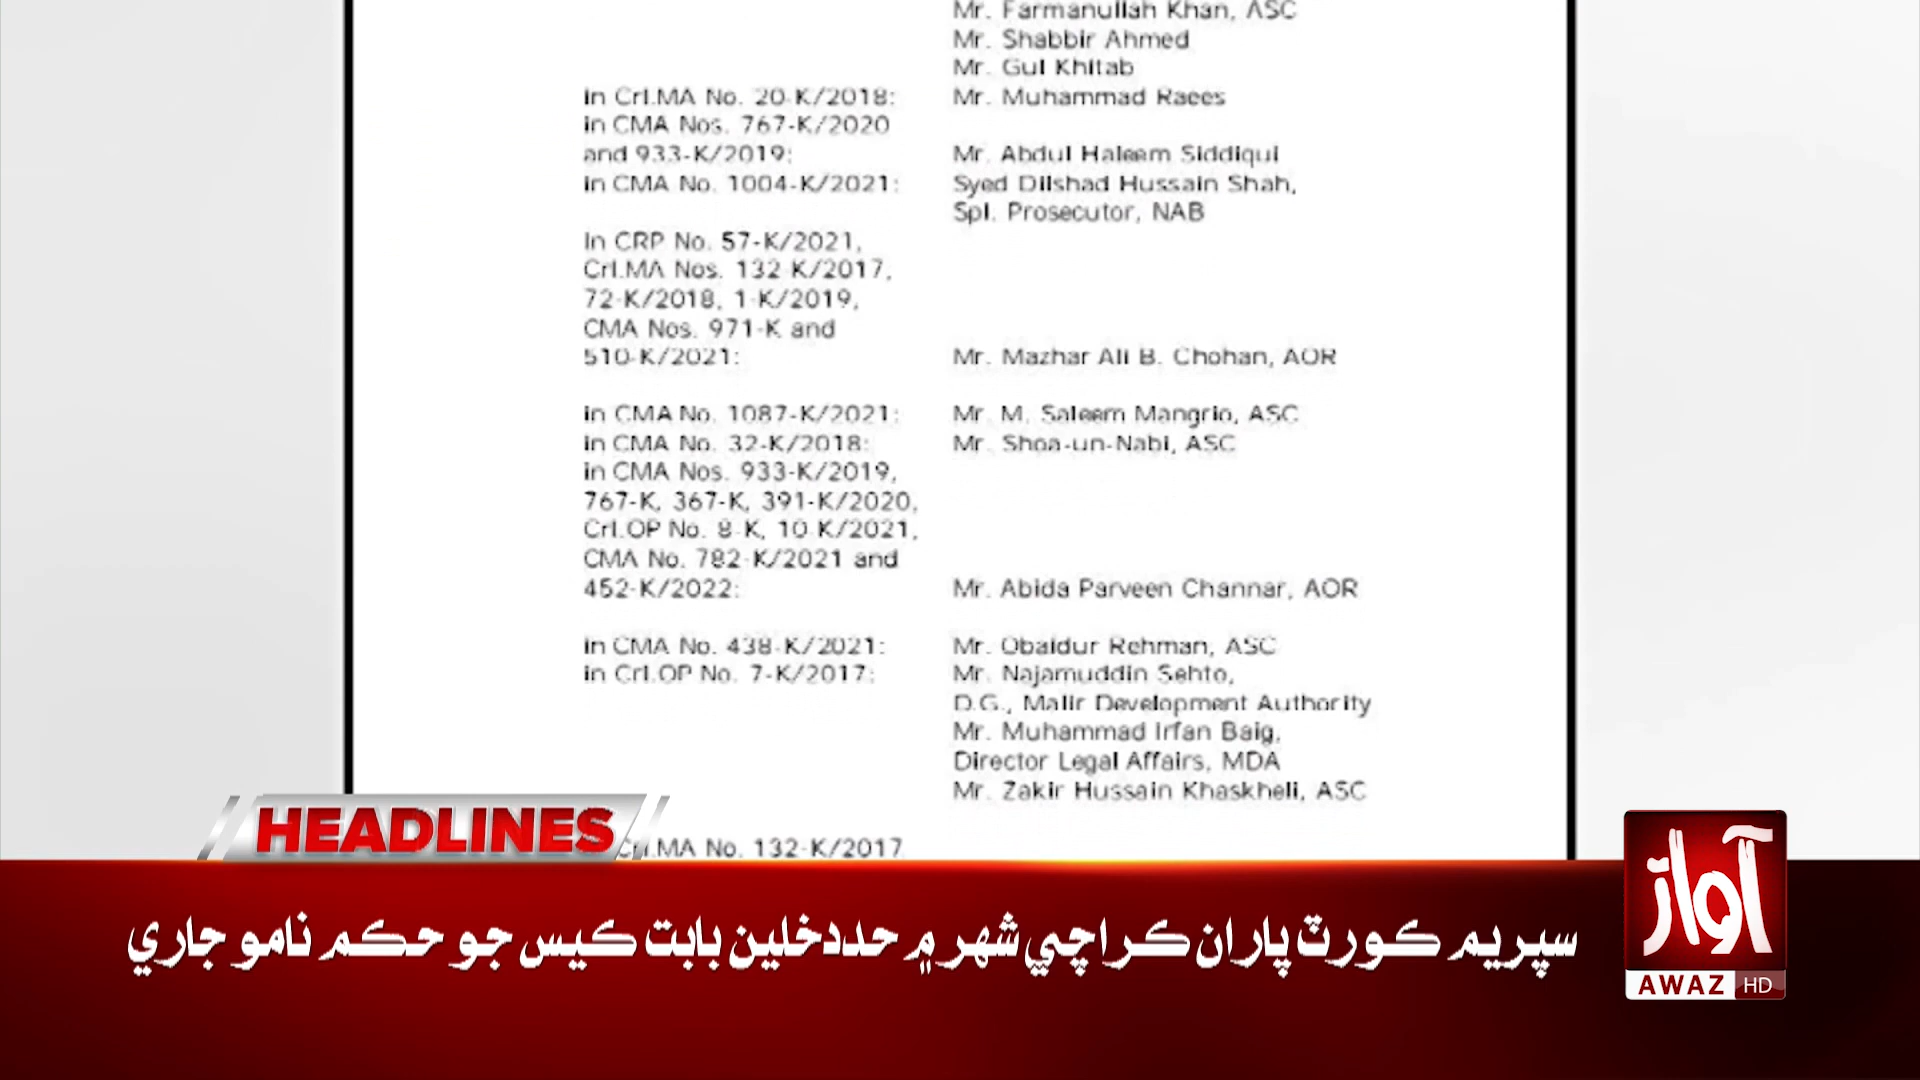 Mr. Farmanullah Khan, ASC
Mr. Shabbir Ahmed
Mr. Gul Khitab
In Crl.MA No. 20-K/2018: Mr. Muhammad Raees
in CMA Nos. 767-K/2020
and 933-K/2019: Mr. Abdul Haleem Siddiqui
in CMA No. 1004-K/2021: Syed Dilshad Hussain Shah,
Spl. Prosecutor, NAB
In CRP No. 57-K/2021,
Crl.MA Nos. 132-K/2017,
72-K/2018, 1-K/2019,
CMA Nos. 971-K and
510-K/2021: Mr. Mazhar Ali B. Chohan, AOR
in CMA No. 1087-K/2021: Mr. M. Saleem Mangrio, ASC
in CMA No. 32-K/2018: Mr. Shoa-un-Nabi, ASC
in CMA Nos. 933-K/2019,
767-K, 367-K, 391-K/2020,
Crl.OP No. 8-K, 10-K/2021,
CMA No. 782-K/2021 and
452-K/2022: Mr. Abida Parveen Channar, AOR
in CMA No. 438-K/2021: Mr. Obaidur Rehman, ASC
in Crl.OP No. 7-K/2017: Mr. Najamuddin Sehto,
D.G., Malir Development Authority
Mr. Muhammad Irfan Baig,
Director Legal Affairs, MDA
Mr. Zakir Hussain Khaskheli, ASC
Crl.MA No. 132-K/2017
HEADLINES
سپريم ڪورٽ پاران ڪراچي شهر ۾ حددخلين بابت ڪيس جو حڪم نامو جاري
آواز
AWAZ HD